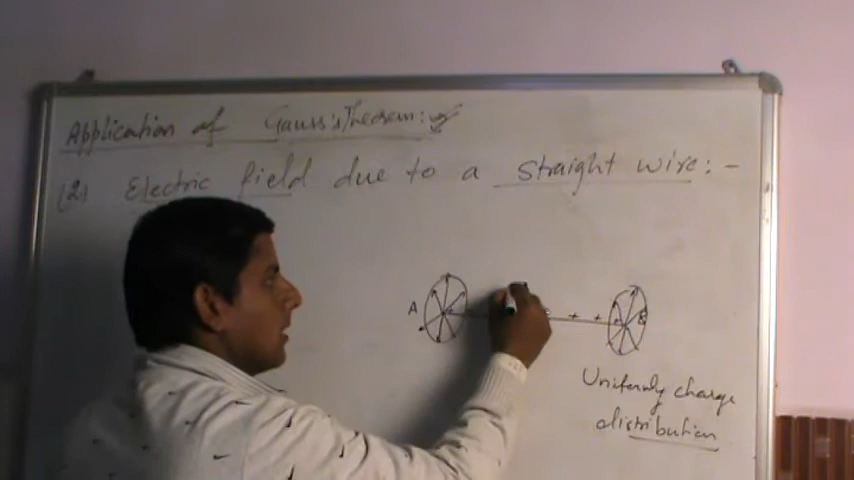 Application of Gauss's Theorem:-
(2) Electric field due to a straight wire:-
A
+ +
B
Uniformly charge
distribution